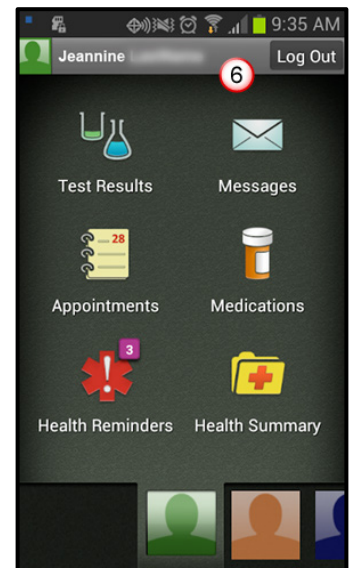 9:35 AM
Jeannine
6
Log Out
Test Results
Messages
28
Appointments
Medications
3
Health Reminders
Health Summary